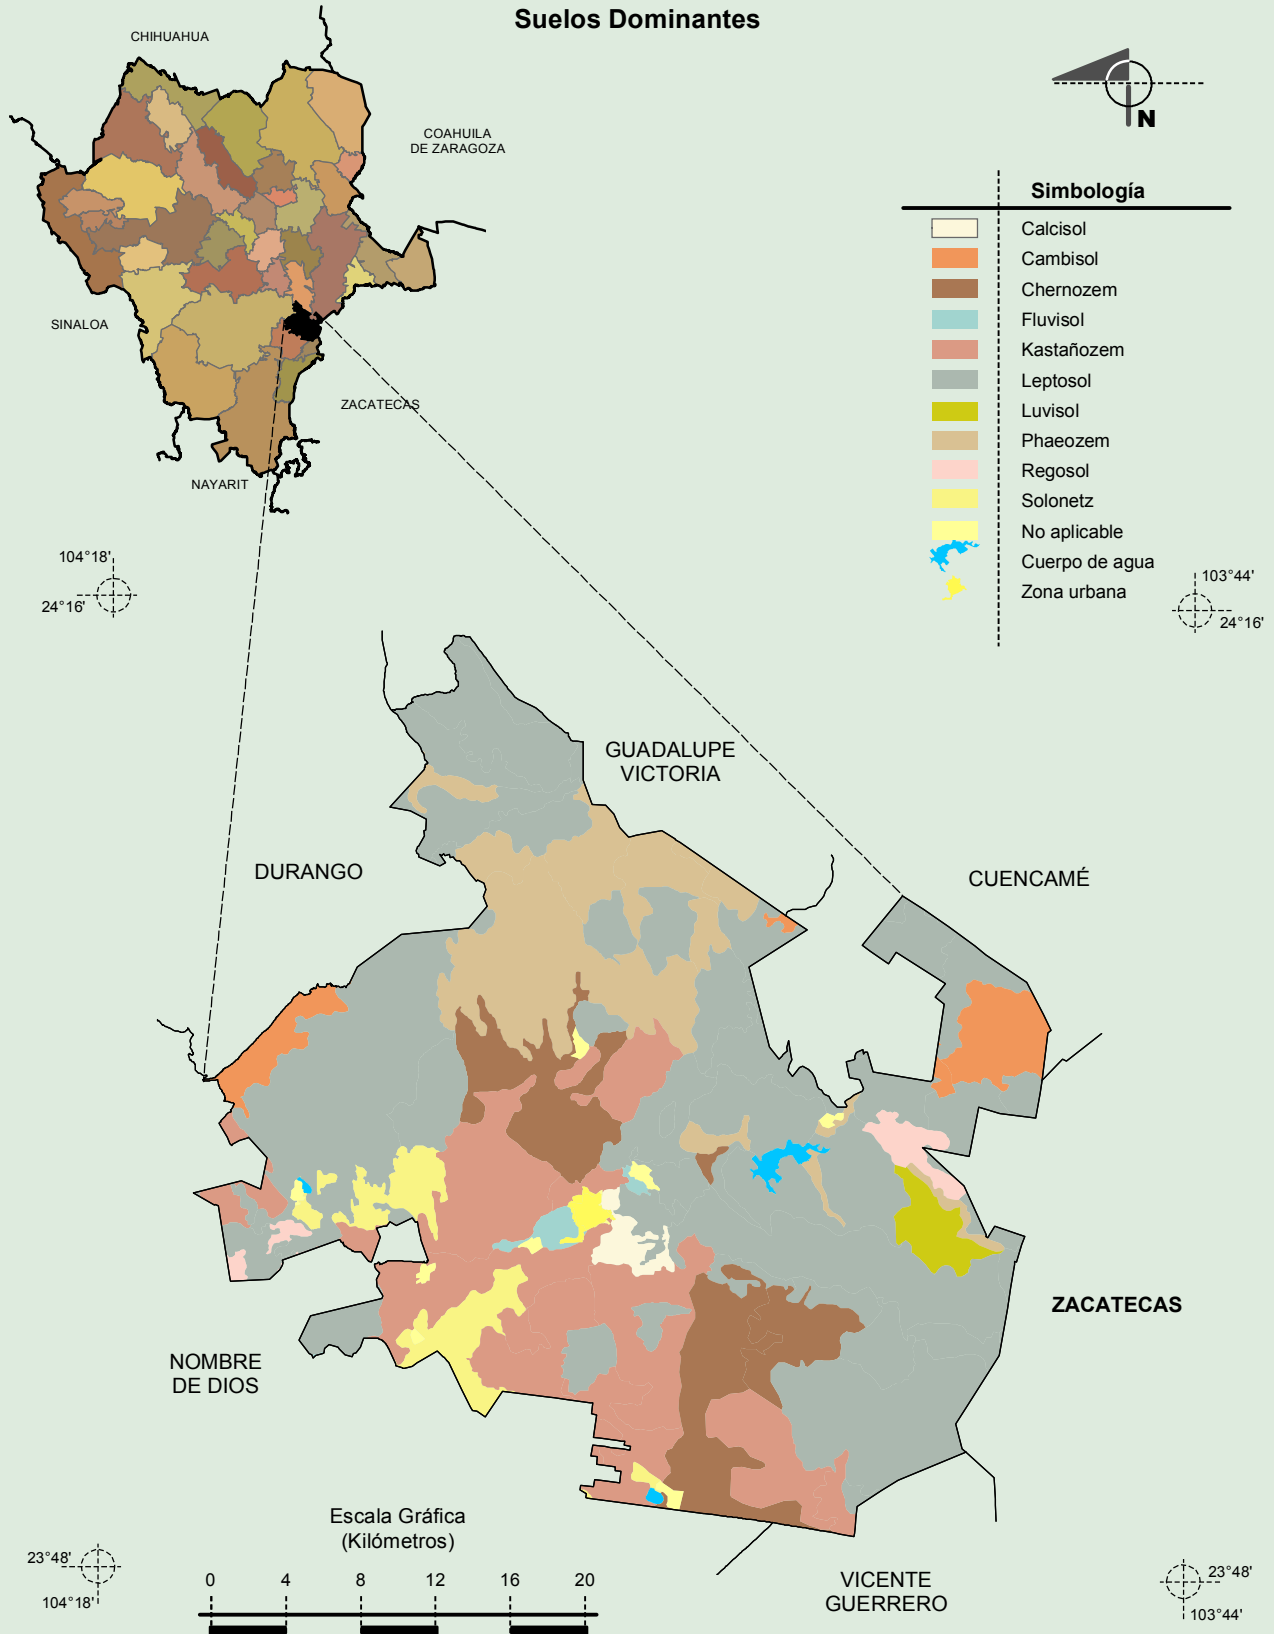 Suelos Dominantes
CHIHUAHUA
COAHUILA
DE ZARAGOZA
SINALOA
ZACATECAS
NAYARIT
N
Simbología
Calcisol
Cambisol
Chernozem
Fluvisol
Kastañozem
Leptosol
Luvisol
Phaeozem
Regosol
Solonetz
No aplicable
Cuerpo de agua
Zona urbana
104°18'
24°16'
103°44'
24°16'
GUADALUPE
VICTORIA
DURANGO
CUENCAMÉ
ZACATECAS
NOMBRE
DE DIOS
VICENTE
GUERRERO
Escala Gráfica
(Kilómetros)
0 4 8 12 16 20
23°48'
104°18'
23°48'
103°44'